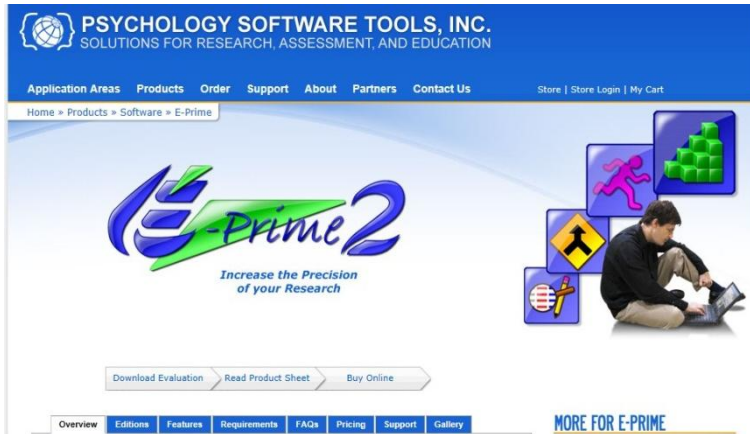 PSYCHOLOGY SOFTWARE TOOLS, INC.
SOLUTIONS FOR RESEARCH, ASSESSMENT, AND EDUCATION
Application Areas Products Order Support About Partners Contact Us Store | Store Login | My Cart
Home » Products » Software » E-Prime
E-Prime 2
Increase the Precision
of your Research
Download Evaluation Read Product Sheet Buy Online
Overview Editions Features Requirements FAQs Pricing Support Gallery
MORE FOR E-PRIME